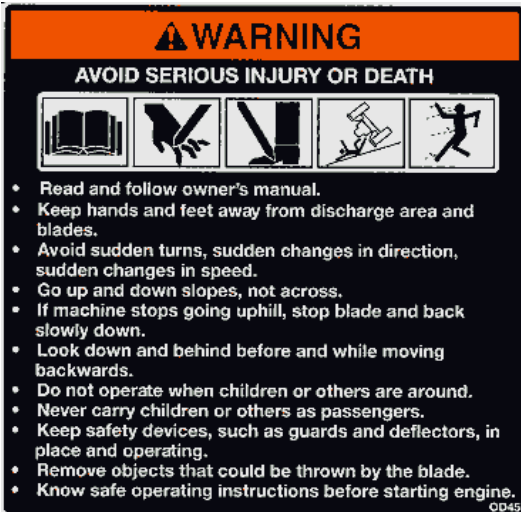 WARNING
AVOID SERIOUS INJURY OR DEATH
• Read and follow owner's manual.
• Keep hands and feet away from discharge area and
blades.
• Avoid sudden turns, sudden changes in direction,
sudden changes in speed.
• Go up and down slopes, not across.
• If machine stops going uphill, stop blade and back
slowly down.
• Look down and behind before and while moving
backwards.
• Do not operate when children or others are around.
• Never carry children or others as passengers.
• Keep safety devices, such as guards and deflectors, in
place and operating.
• Remove objects that could be thrown by the blade.
• Know safe operating instructions before starting engine.
OD45